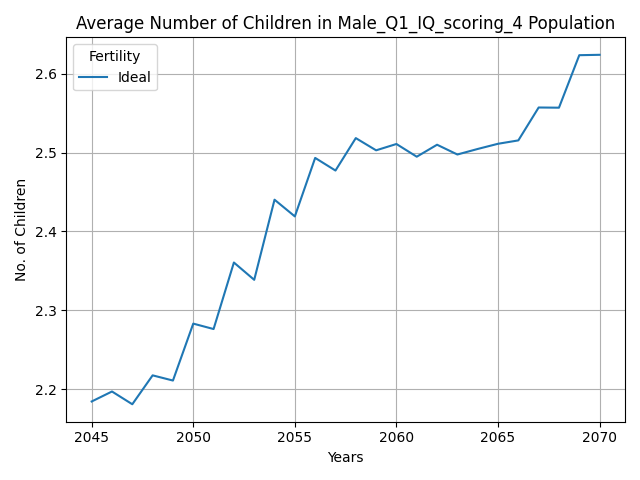 Average Number of Children in Male_Q1_IQ_scoring_4 Population
Fertility
Ideal
No. of Children
2.6
2.5
2.4
2.3
2.2
2045 2050 2055 2060 2065 2070
Years